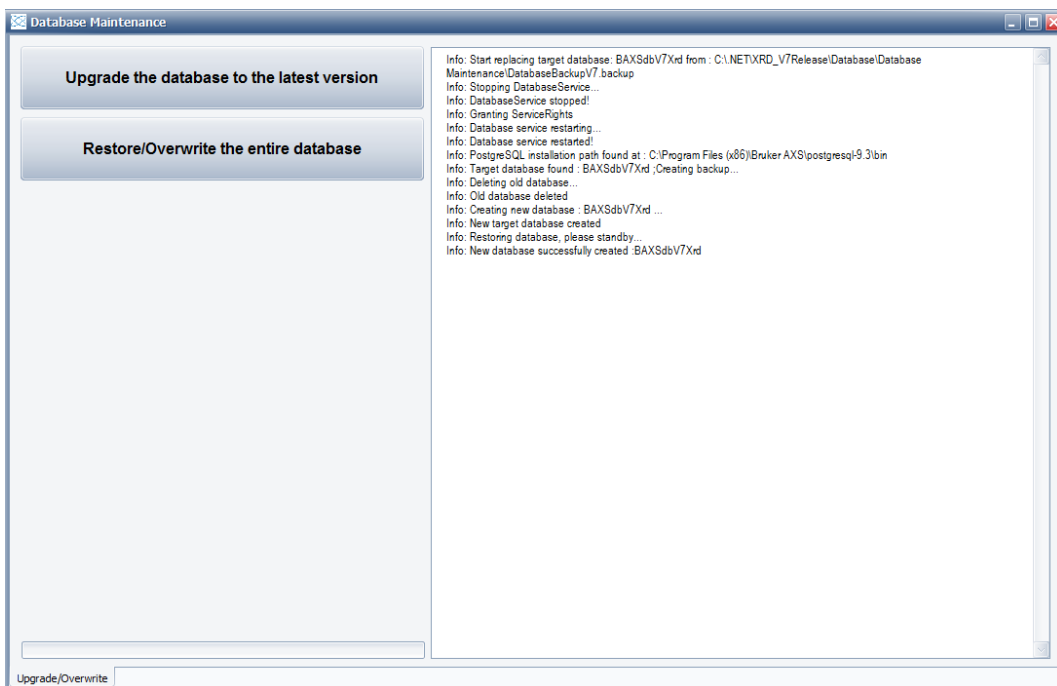 Database Maintenance
Upgrade the database to the latest version
Restore/Overwrite the entire database
Info: Start replacing target database: BAXSdbV7Xrd from : C:\.NET\XRD_V7Release\Database\Database
Maintenance\DatabaseBackupV7.backup
Info: Stopping DatabaseService...
Info: DatabaseService stopped!
Info: Granting ServiceRights
Info: Database service restarting...
Info: Database service restarted!
Info: PostgreSQL installation path found at : C:\Program Files (x86)\Bruker AXS\postgresql-9.3\bin
Info: Target database found : BAXSdbV7Xrd ;Creating backup...
Info: Deleting old database...
Info: Old database deleted
Info: Creating new database : BAXSdbV7Xrd ...
Info: New target database created
Info: Restoring database, please standby...
Info: New database successfully created :BAXSdbV7Xrd
Upgrade/Overwrite